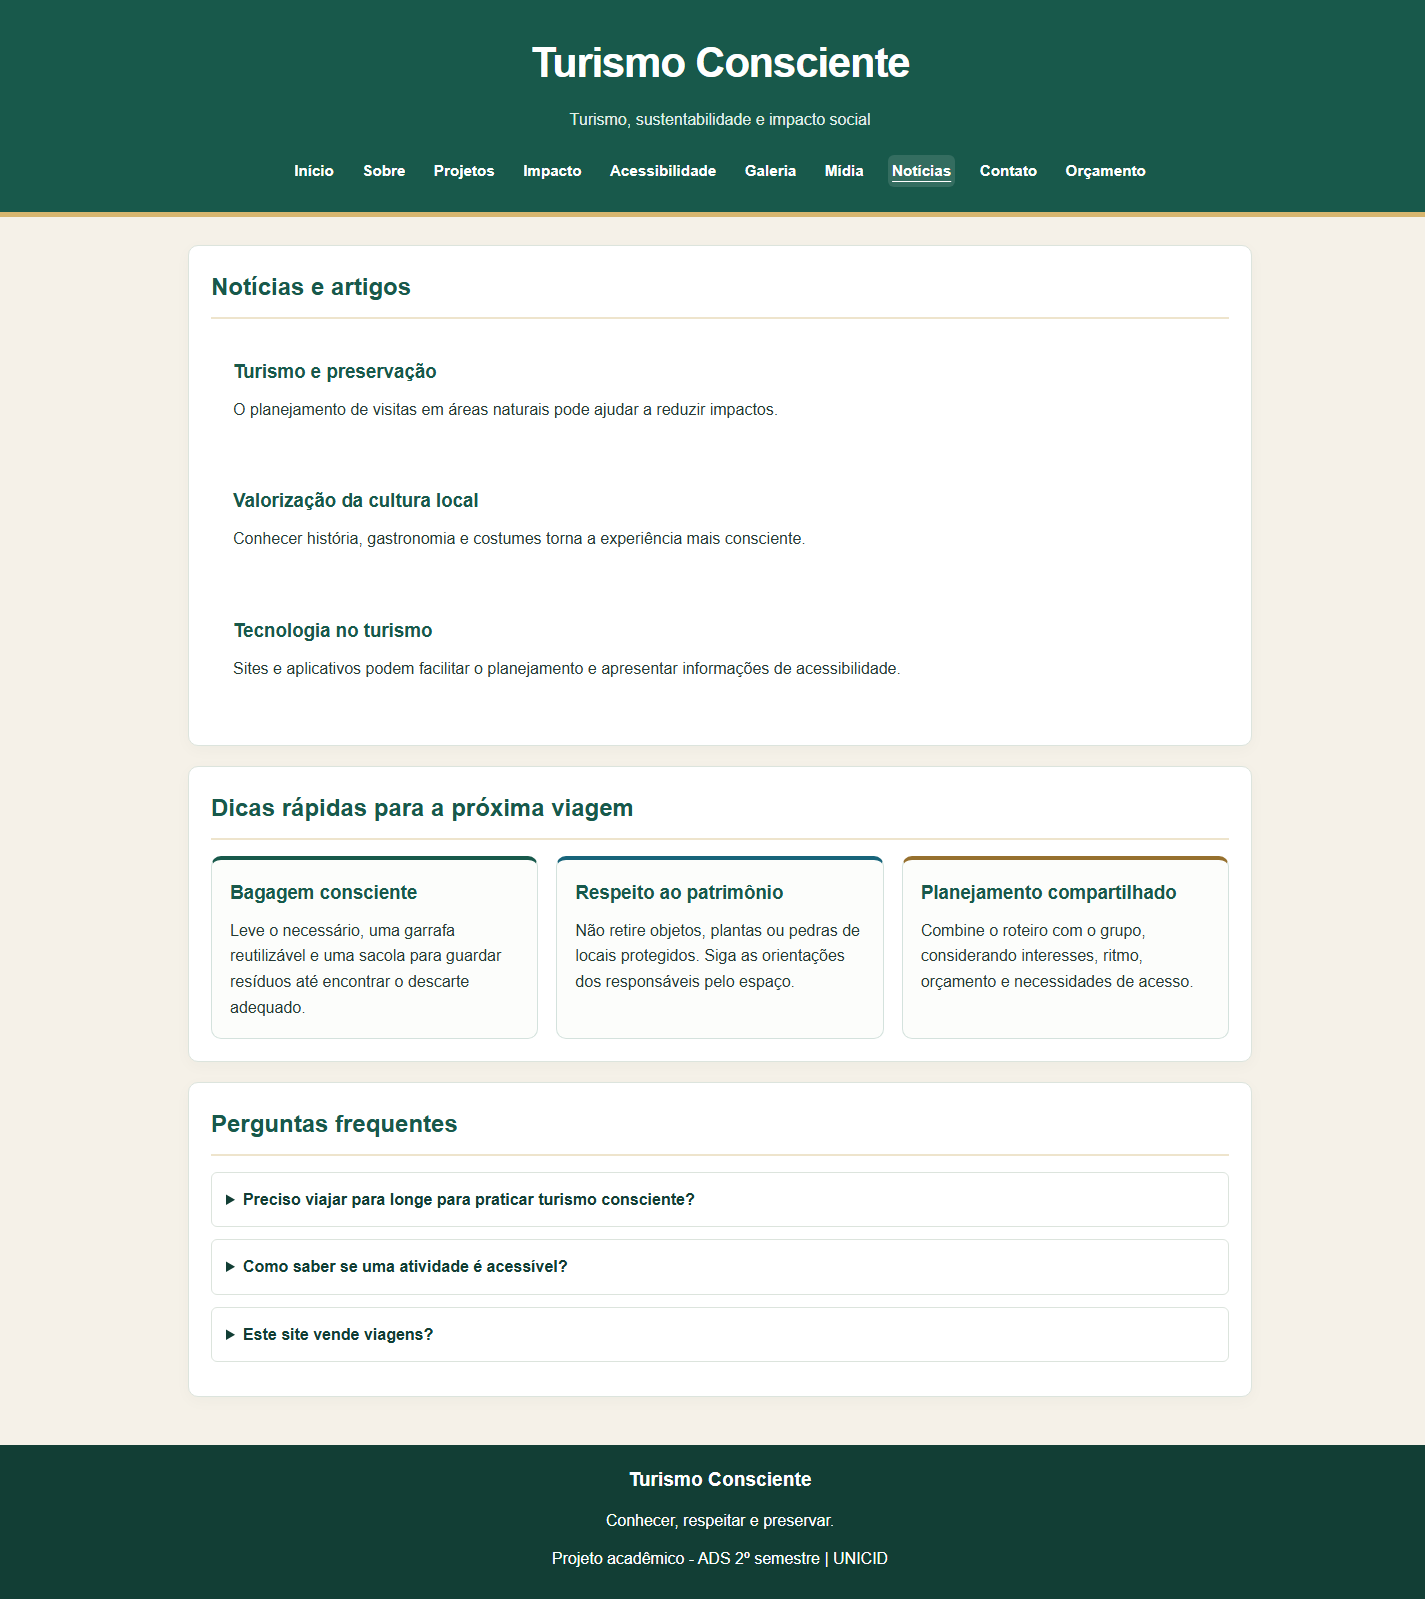 Turismo Consciente
Turismo, sustentabilidade e impacto social
Início Sobre Projetos Impacto Acessibilidade Galeria Mídia Notícias Contato Orçamento
Notícias e artigos
Turismo e preservação
O planejamento de visitas em áreas naturais pode ajudar a reduzir impactos.
Valorização da cultura local
Conhecer história, gastronomia e costumes torna a experiência mais consciente.
Tecnologia no turismo
Sites e aplicativos podem facilitar o planejamento e apresentar informações de acessibilidade.
Dicas rápidas para a próxima viagem
Bagagem consciente
Leve o necessário, uma garrafa
reutilizável e uma sacola para guardar
resíduos até encontrar o descarte
adequado.
Respeito ao patrimônio
Não retire objetos, plantas ou pedras de
locais protegidos. Siga as orientações
dos responsáveis pelo espaço.
Planejamento compartilhado
Combine o roteiro com o grupo,
considerando interesses, ritmo,
orçamento e necessidades de acesso.
Perguntas frequentes
Preciso viajar para longe para praticar turismo consciente?
Como saber se uma atividade é acessível?
Este site vende viagens?
Turismo Consciente
Conhecer, respeitar e preservar.
Projeto acadêmico - ADS 2º semestre | UNICID